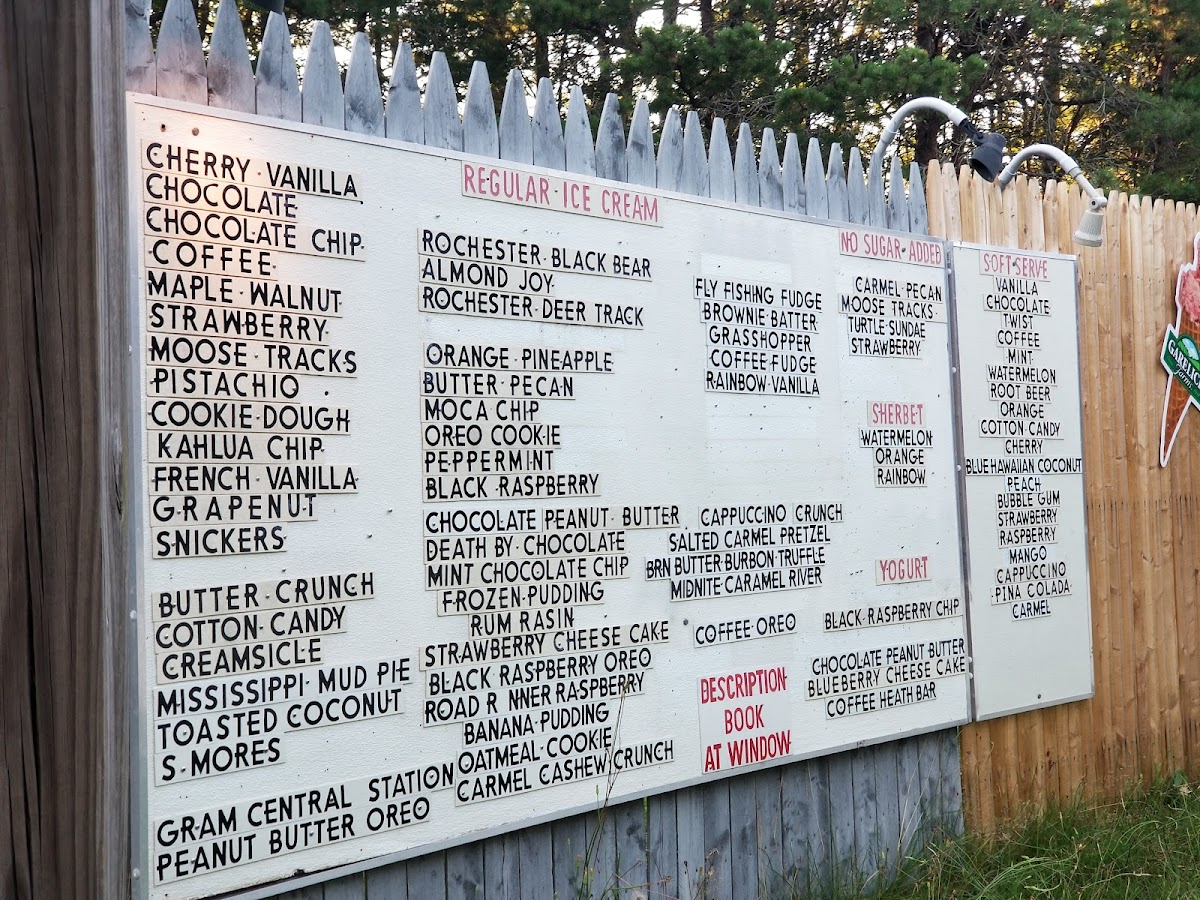 CHERRY VANILLA
CHOCOLATE
CHOCOLATE CHIP
COFFEE
MAPLE WALNUT
STRAWBERRY
MOOSE TRACKS
PISTACHIO
COOKIE DOUGH
KAHLUA CHIP
FRENCH VANILLA
GRAPENUT
SNICKERS
BUTTER CRUNCH
COTTON CANDY
CREAMSICLE
MISSISSIPPI MUD PIE
TOASTED COCONUT
S.MORES
GRAM CENTRAL STATION
PEANUT BUTTER OREO
REGULAR ICE CREAM
ROCHESTER BLACK BEAR
ALMOND JOY
ROCHESTER DEER TRACK
ORANGE PINEAPPLE
BUTTER PECAN
MOCA CHIP
OREO COOKIE
PEPPERMINT
BLACK RASPBERRY
CHOCOLATE PEANUT BUTTER
DEATH BY CHOCOLATE
MINT CHOCOLATE CHIP
FROZEN PUDDING
RUM RASIN
STRAWBERRY CHEESE CAKE
BLACK RASPBERRY OREO
ROAD R NNER RASPBERRY
BANANA PUDDING
OATMEAL COOKIE
CARMEL CASHEW CRUNCH
FLY FISHING FUDGE
BROWNIE BATTER
GRASSHOPPER
COFFEE FUDGE
RAINBOW VANILLA
CAPPUCINO CRUNCH
SALTED CARMEL PRETZEL
BRN BUTTER BURBON TRUFFLE
MIDNITE CARAMEL RIVER
COFFEE OREO
DESCRIPTION
BOOK
AT WINDOW
NO SUGAR ADDED
CARMEL PECAN
MOOSE TRACKS
TURTLE SUNDAE
STRAWBERRY
SHERBET
WATERMELON
ORANGE
RAINBOW
YOGURT
BLACK RASPBERRY CHIP
CHOCOLATE PEANUT BUTTER
BLUEBERRY CHEESE CAKE
COFFEE HEATH BAR
SOFT SERVE
VANILLA
CHOCOLATE
TWIST
COFFEE
MINT
WATERMELON
ROOT BEER
ORANGE
COTTON CANDY
CHERRY
BLUE HAWAIIAN COCONUT
PEACH
BUBBLE GUM
STRAWBERRY
RASPBERRY
MANGO
CAPPUCCINO
PINA COLADA
CARMEL